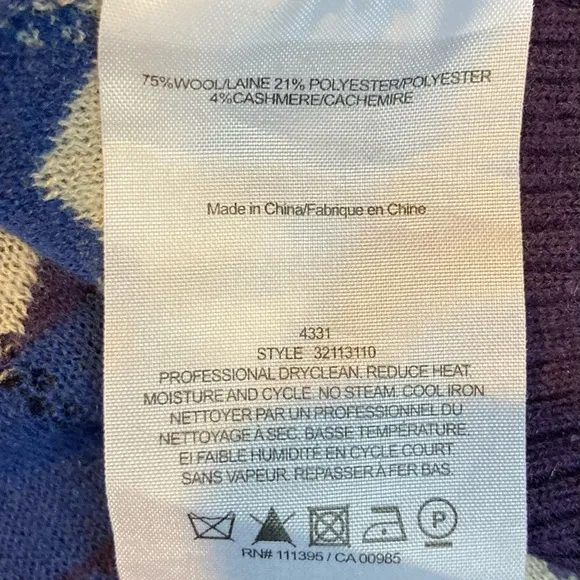 75%WOOL/LAINE 21% POLYESTER/POLYESTER
4%CASHMERE/CACHEMIRE
Made in China/Fabrique en Chine
4331
STYLE 32113110
PROFESSIONAL DRYCLEAN. REDUCE HEAT
MOISTURE AND CYCLE. NO STEAM. COOL IRON
NETTOYER PAR UN PROFESSIONNEL DU
NETTOYAGE A SEC. BASSE TEMPÉRATURE.
EI FAIBLE HUMIDITÉ EN CYCLE COURT.
SANS VAPEUR. REPASSER À FER BAS.
P
RN# 111395 / CA 00985